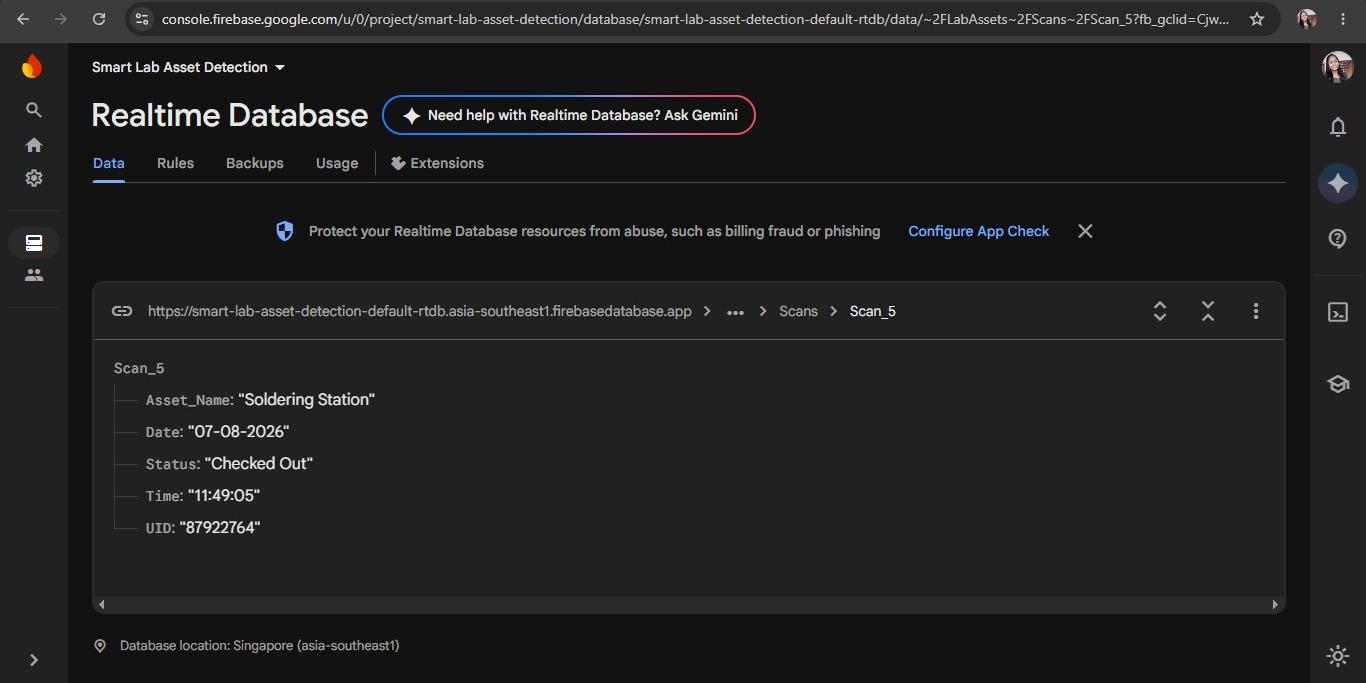 console.firebase.google.com/u/0/project/smart-lab-asset-detection/database/smart-lab-asset-detection-default-rtdb/data/~2FLabAssets~2FScans~2FScan_5?fb_gclid=Cjw...
Smart Lab Asset Detection
Realtime Database
Need help with Realtime Database? Ask Gemini
Data Rules Backups Usage Extensions
Protect your Realtime Database resources from abuse, such as billing fraud or phishing Configure App Check
https://smart-lab-asset-detection-default-rtdb.asia-southeast1.firebasedatabase.app > ... > Scans > Scan_5
Scan_5
Asset_Name: "Soldering Station"
Date: "07-08-2026"
Status: "Checked Out"
Time: "11:49:05"
UID: "87922764"
Database location: Singapore (asia-southeast1)